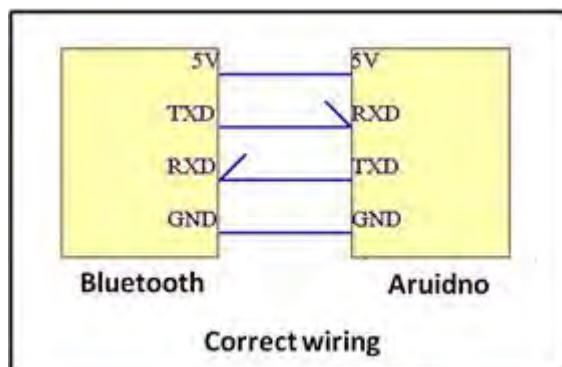 5V 5V
TXD RXD
RXD TXD
GND GND
Bluetooth Aruidno
Correct wiring